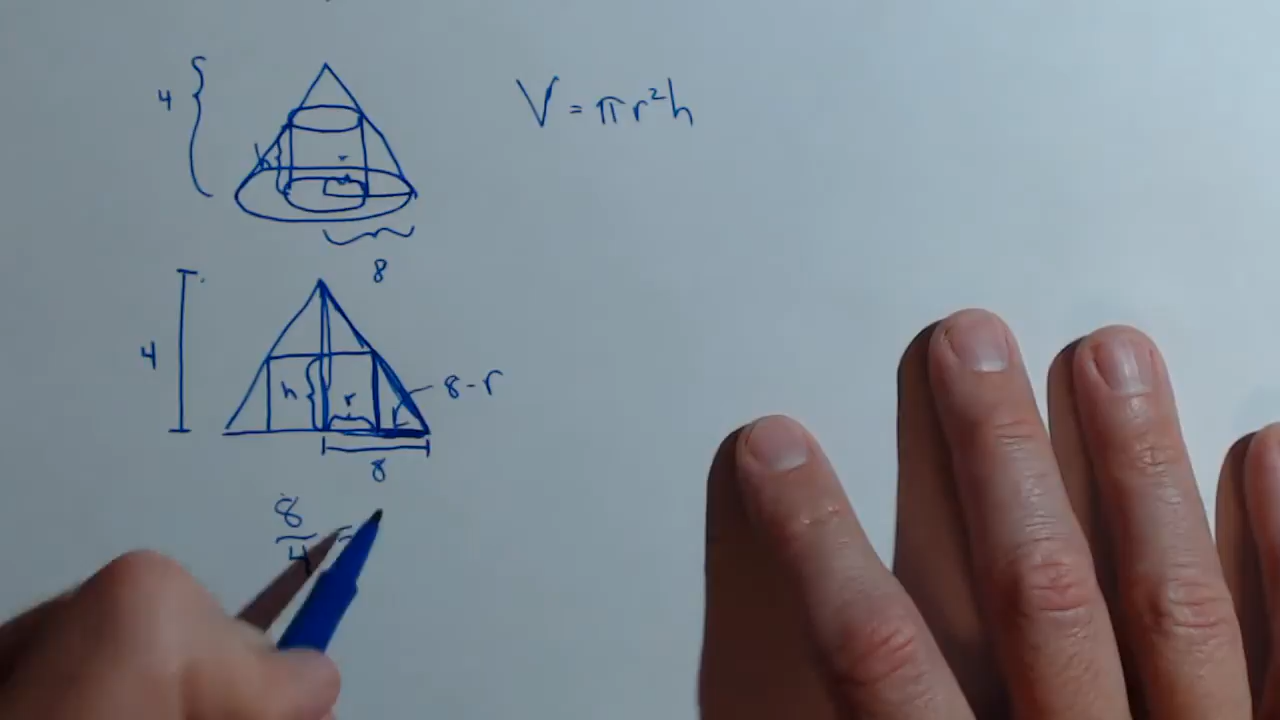 4
V = πr²h
h
r
8
4
h
r
8 - r
8
8/4 =